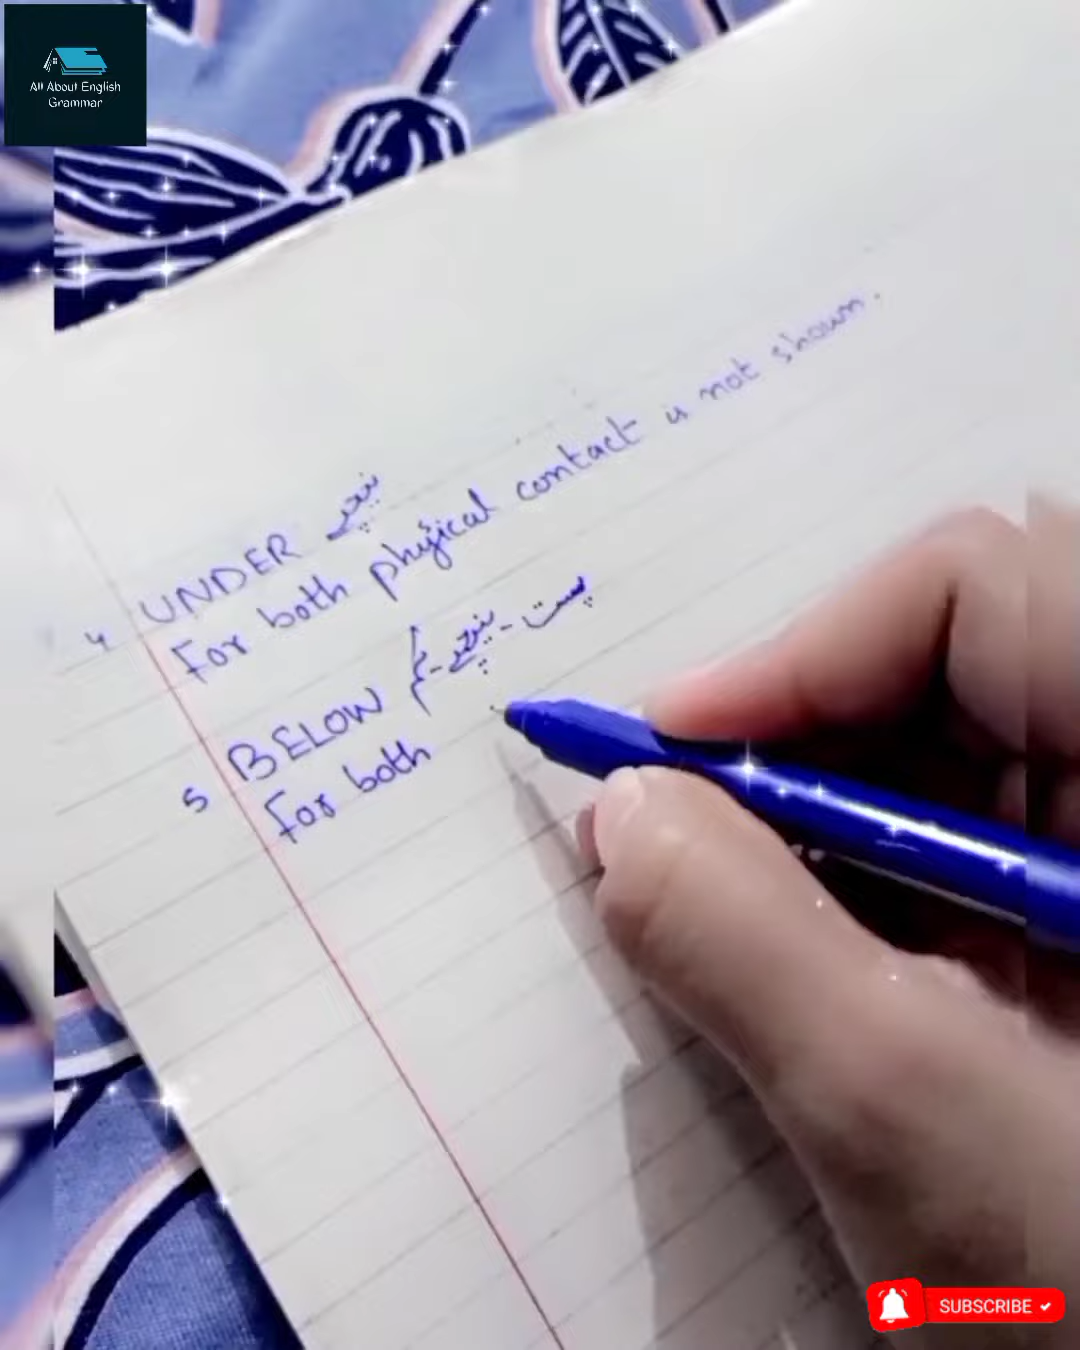 All About English
Grammar
4 UNDER نیچے
For both physical contact is not shown.
5 BELOW کم - نیچے - پست
For both
SUBSCRIBE